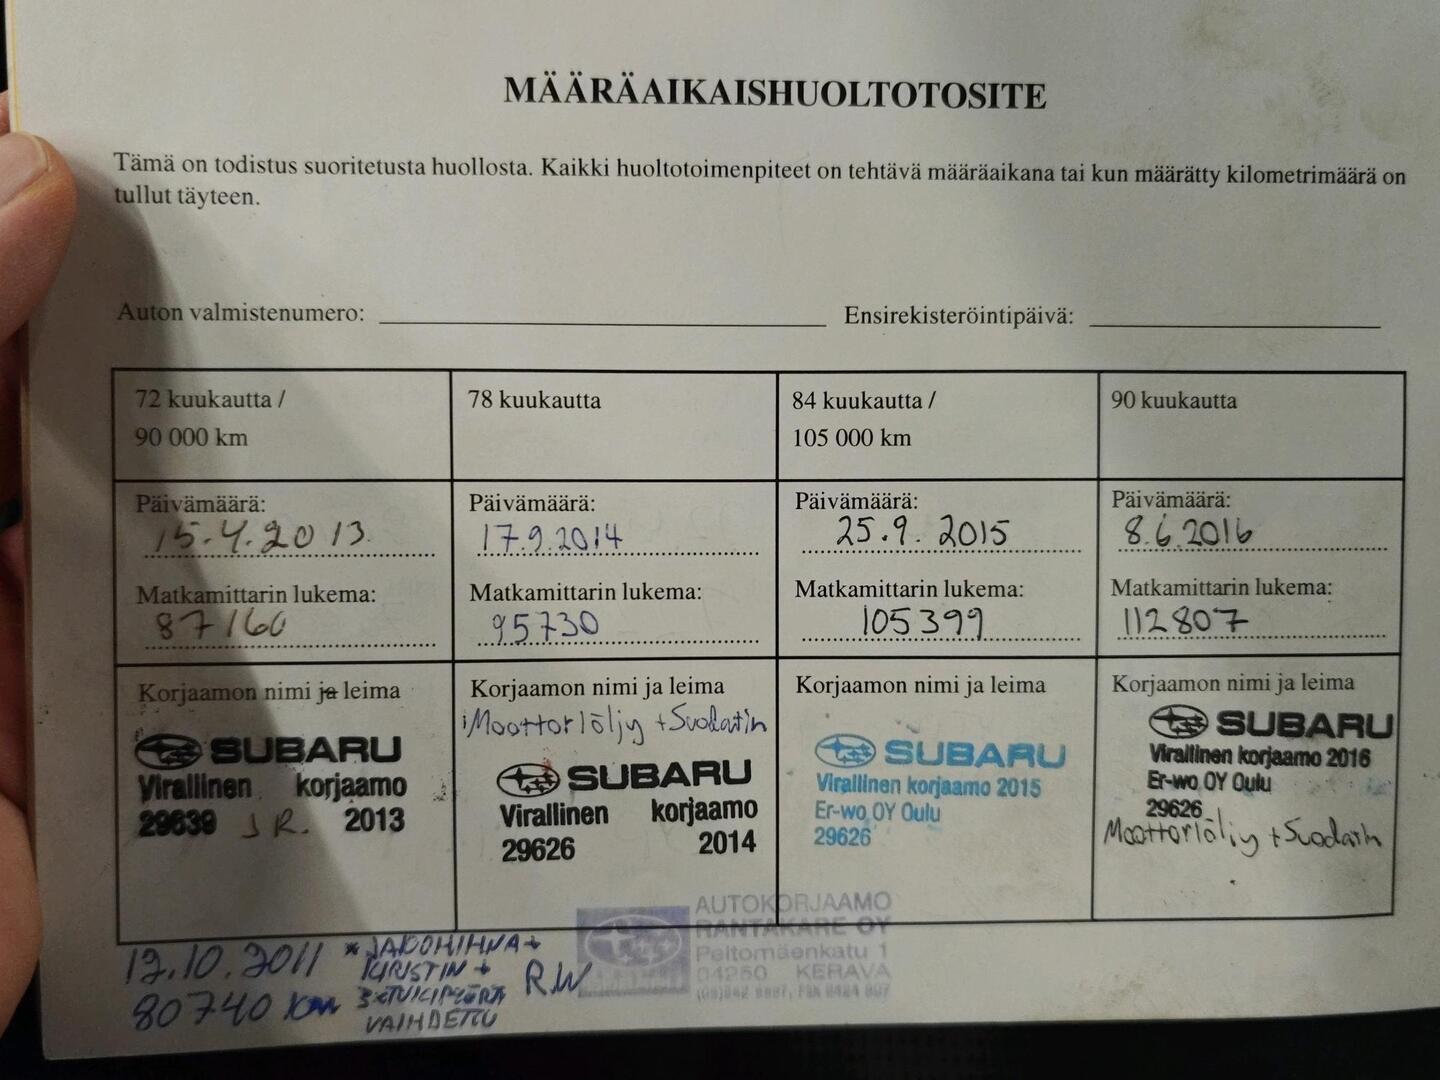 MÄÄRÄAIKAISHUOLTOTOSITE
Tämä on todistus suoritetusta huollosta. Kaikki huoltotoimenpiteet on tehtävä määräaikana tai kun määrätty kilometrimäärä on
tullut täyteen.
Auton valmistenumero:
Ensirekisteröintipäivä:
72 kuukautta /
90 000 km
Päivämäärä:
15.4.2013
Matkamittarin lukema:
87160
Korjaamon nimi ja leima
SUBARU
Virallinen korjaamo
29639 J R. 2013
78 kuukautta
Päivämäärä:
17.9.2014
Matkamittarin lukema:
95730
Korjaamon nimi ja leima
Moottoriöljy + Suodatin
SUBARU
Virallinen korjaamo
29626 2014
84 kuukautta /
105 000 km
Päivämäärä:
25.9. 2015
Matkamittarin lukema:
105399
Korjaamon nimi ja leima
SUBARU
Virallinen korjaamo 2015
Er-wo OY Oulu
29626
90 kuukautta
Päivämäärä:
8.6.2016
Matkamittarin lukema:
112807
Korjaamon nimi ja leima
SUBARU
Virallinen korjaamo 2016
Er-wo OY Oulu
29626
Moottoriöljy + Suodatin
12.10.2011
80740 km
* JAKOHIHNA +
KIRISTIN +
3x TUKIPYÖRÄ
VAIHDETTU
R.W
AUTOKORJAAMO
RANTAKARE OY
Peltomäenkatu 1
04250 KERAVA